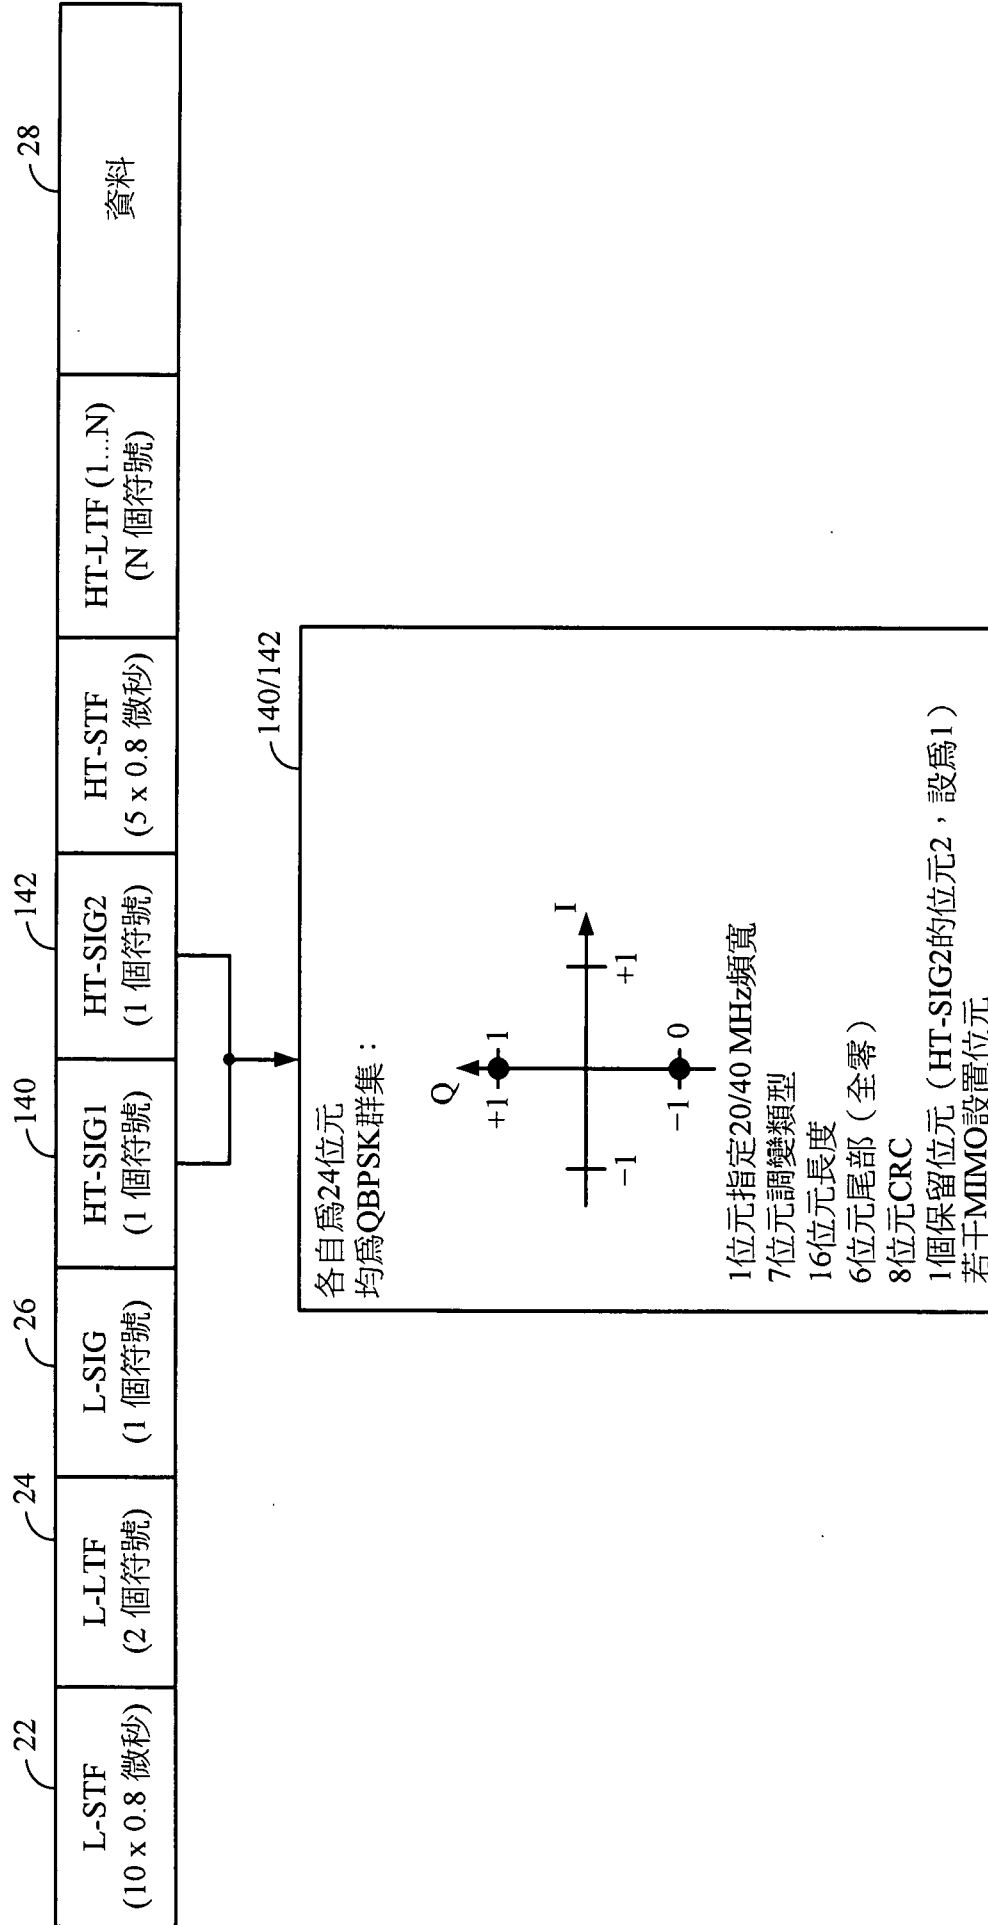 22
24
26
140
142
28
L-STF
(10 x 0.8 微秒)
L-LTF
(2 個符號)
L-SIG
(1 個符號)
HT-SIG1
(1 個符號)
HT-SIG2
(1 個符號)
HT-STF
(5 x 0.8 微秒)
HT-LTF (1...N)
(N 個符號)
資料
140/142
各自爲24位元
均爲QBPSK群集：
Q
+1
1
I
−1
+1
−1
0
1位元指定20/40 MHz頻寬
7位元調變類型
16位元長度
6位元尾部（全零）
8位元CRC
1個保留位元（HT-SIG2的位元2，設爲1）
若干MIMO設置位元